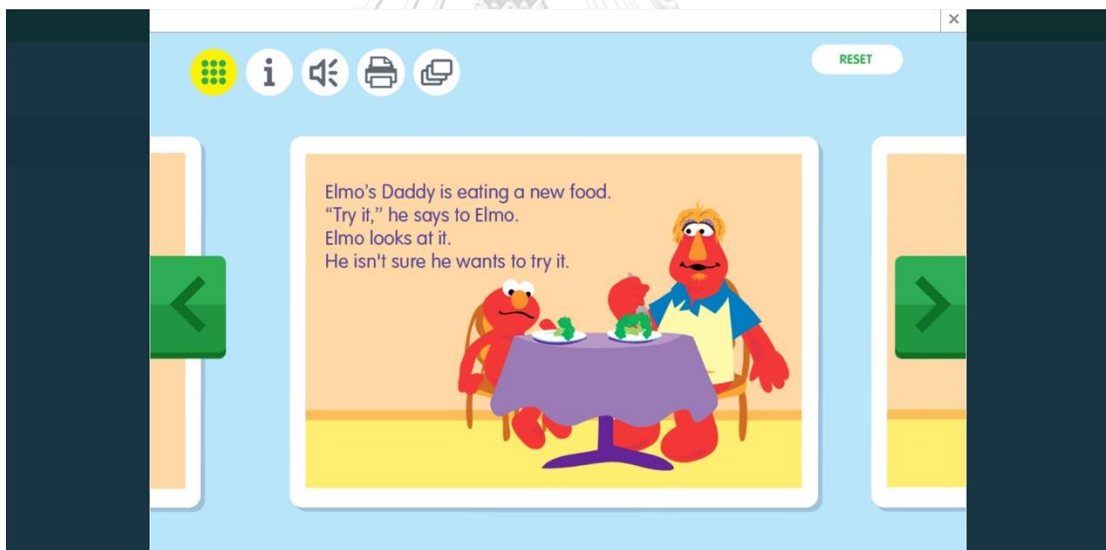 RESET
Elmo's Daddy is eating a new food.
“Try it,” he says to Elmo.
Elmo looks at it.
He isn't sure he wants to try it.